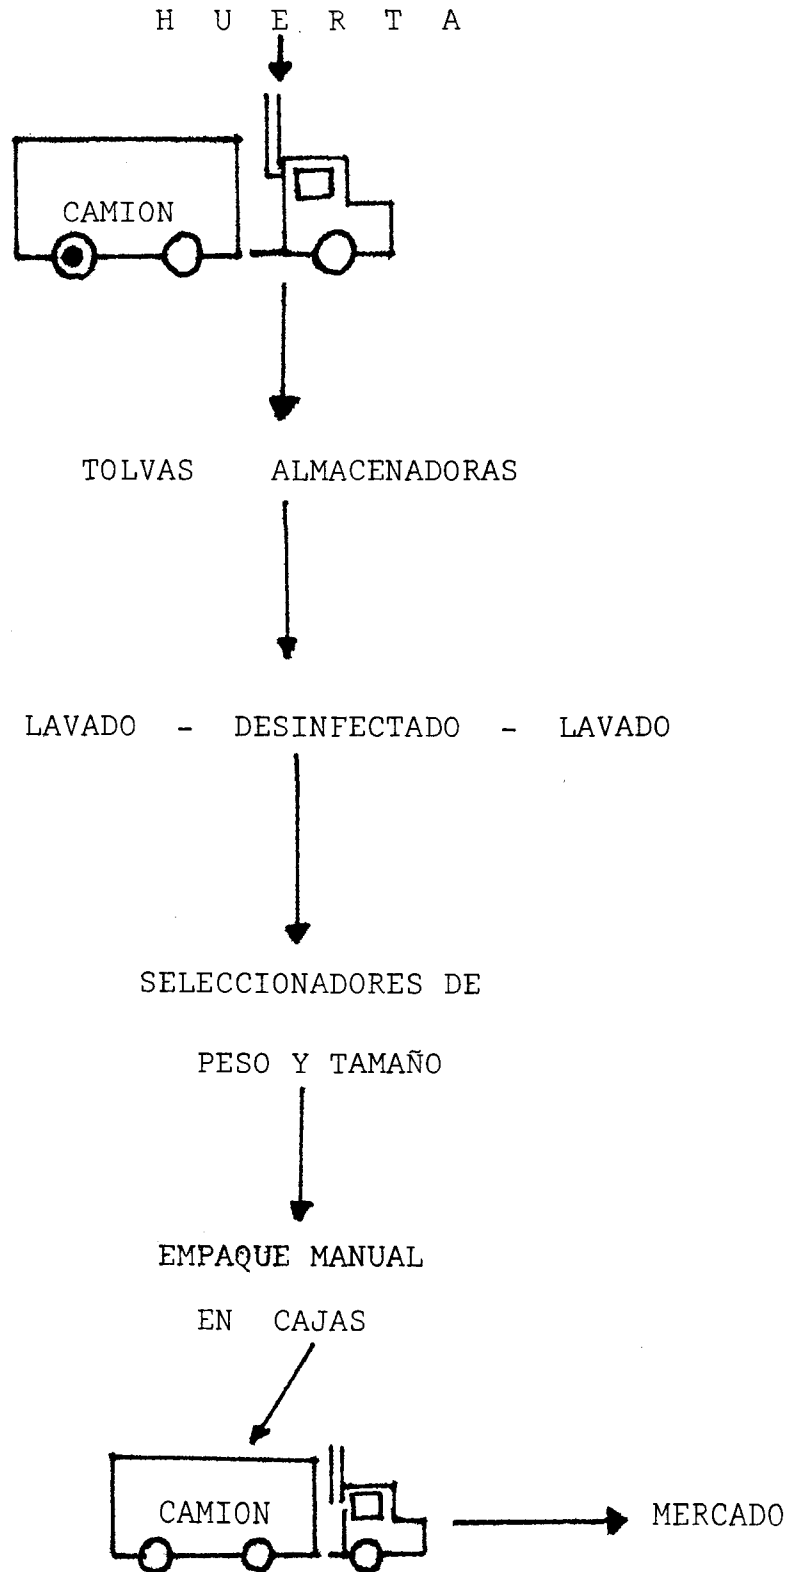 H U E R T A
CAMION
TOLVAS ALMACENADORAS
LAVADO - DESINFECTADO - LAVADO
SELECCIONADORES DE
PESO Y TAMAÑO
EMPAQUE MANUAL
EN CAJAS
CAMION
MERCADO